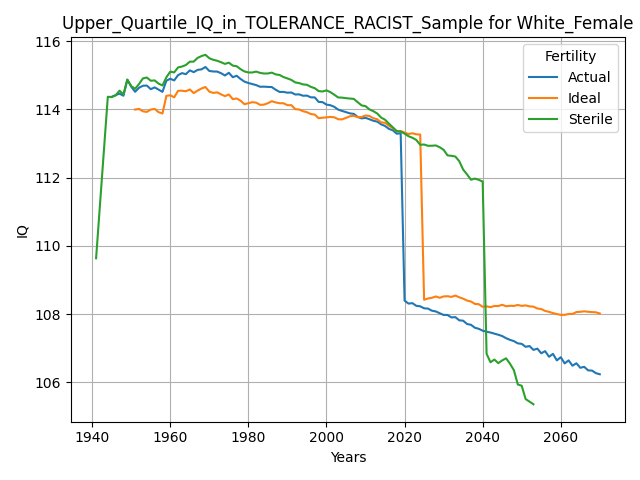 Upper_Quartile_IQ_in_TOLERANCE_RACIST_Sample for White_Female
116
114
112
110
108
106
IQ
1940
1960
1980
2000
2020
2040
2060
Years
Fertility
Actual
Ideal
Sterile